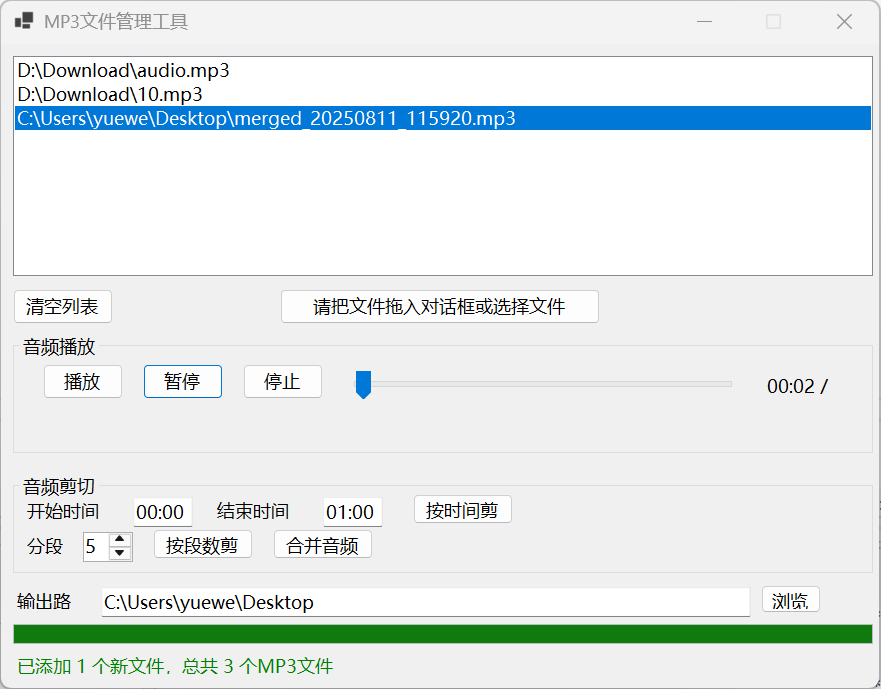 MP3文件管理工具
D:\Download\audio.mp3
D:\Download\10.mp3
C:\Users\yuewe\Desktop\merged_20250811_115920.mp3
清空列表 请把文件拖入对话框或选择文件
音频播放
播放 暂停 停止 00:02 /
音频剪切
开始时间 00:00 结束时间 01:00 按时间剪
分段 5 按段数剪 合并音频
输出路 C:\Users\yuewe\Desktop 浏览
已添加 1 个新文件，总共 3 个MP3文件